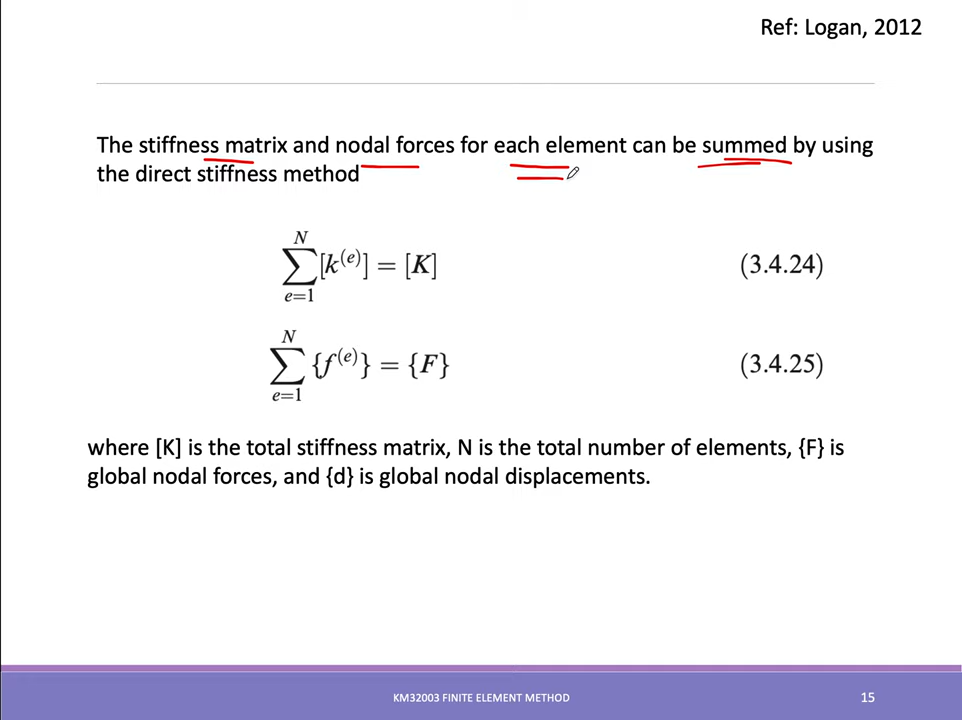 Ref: Logan, 2012
The stiffness matrix and nodal forces for each element can be summed by using
the direct stiffness method
N
∑[k^(e)] = [K] (3.4.24)
e=1
N
∑{f^(e)} = {F} (3.4.25)
e=1
where [K] is the total stiffness matrix, N is the total number of elements, {F} is
global nodal forces, and {d} is global nodal displacements.
KM32003 FINITE ELEMENT METHOD 15